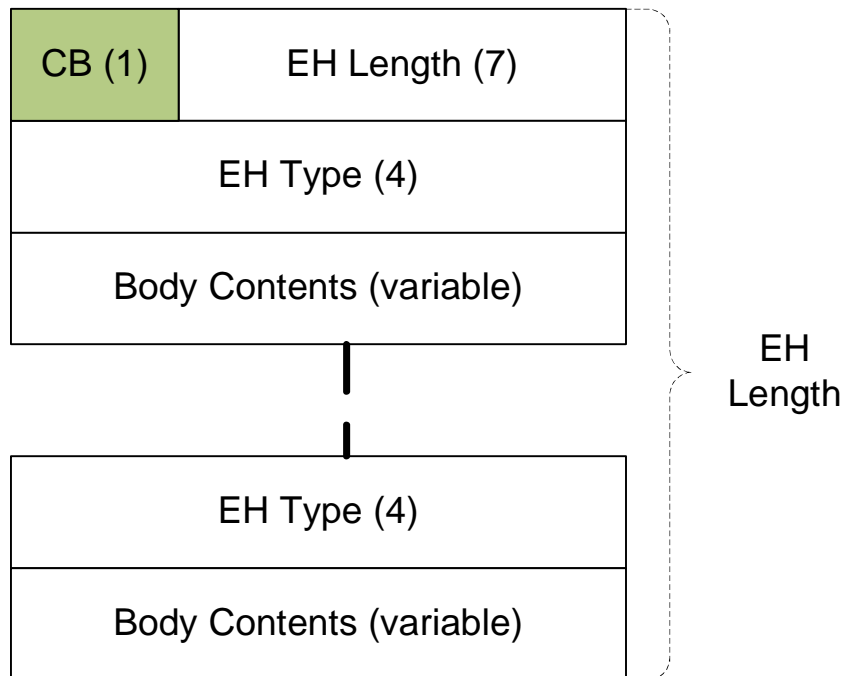 CB (1)
EH Length (7)
EH Type (4)
Body Contents (variable)
EH
Length
EH Type (4)
Body Contents (variable)